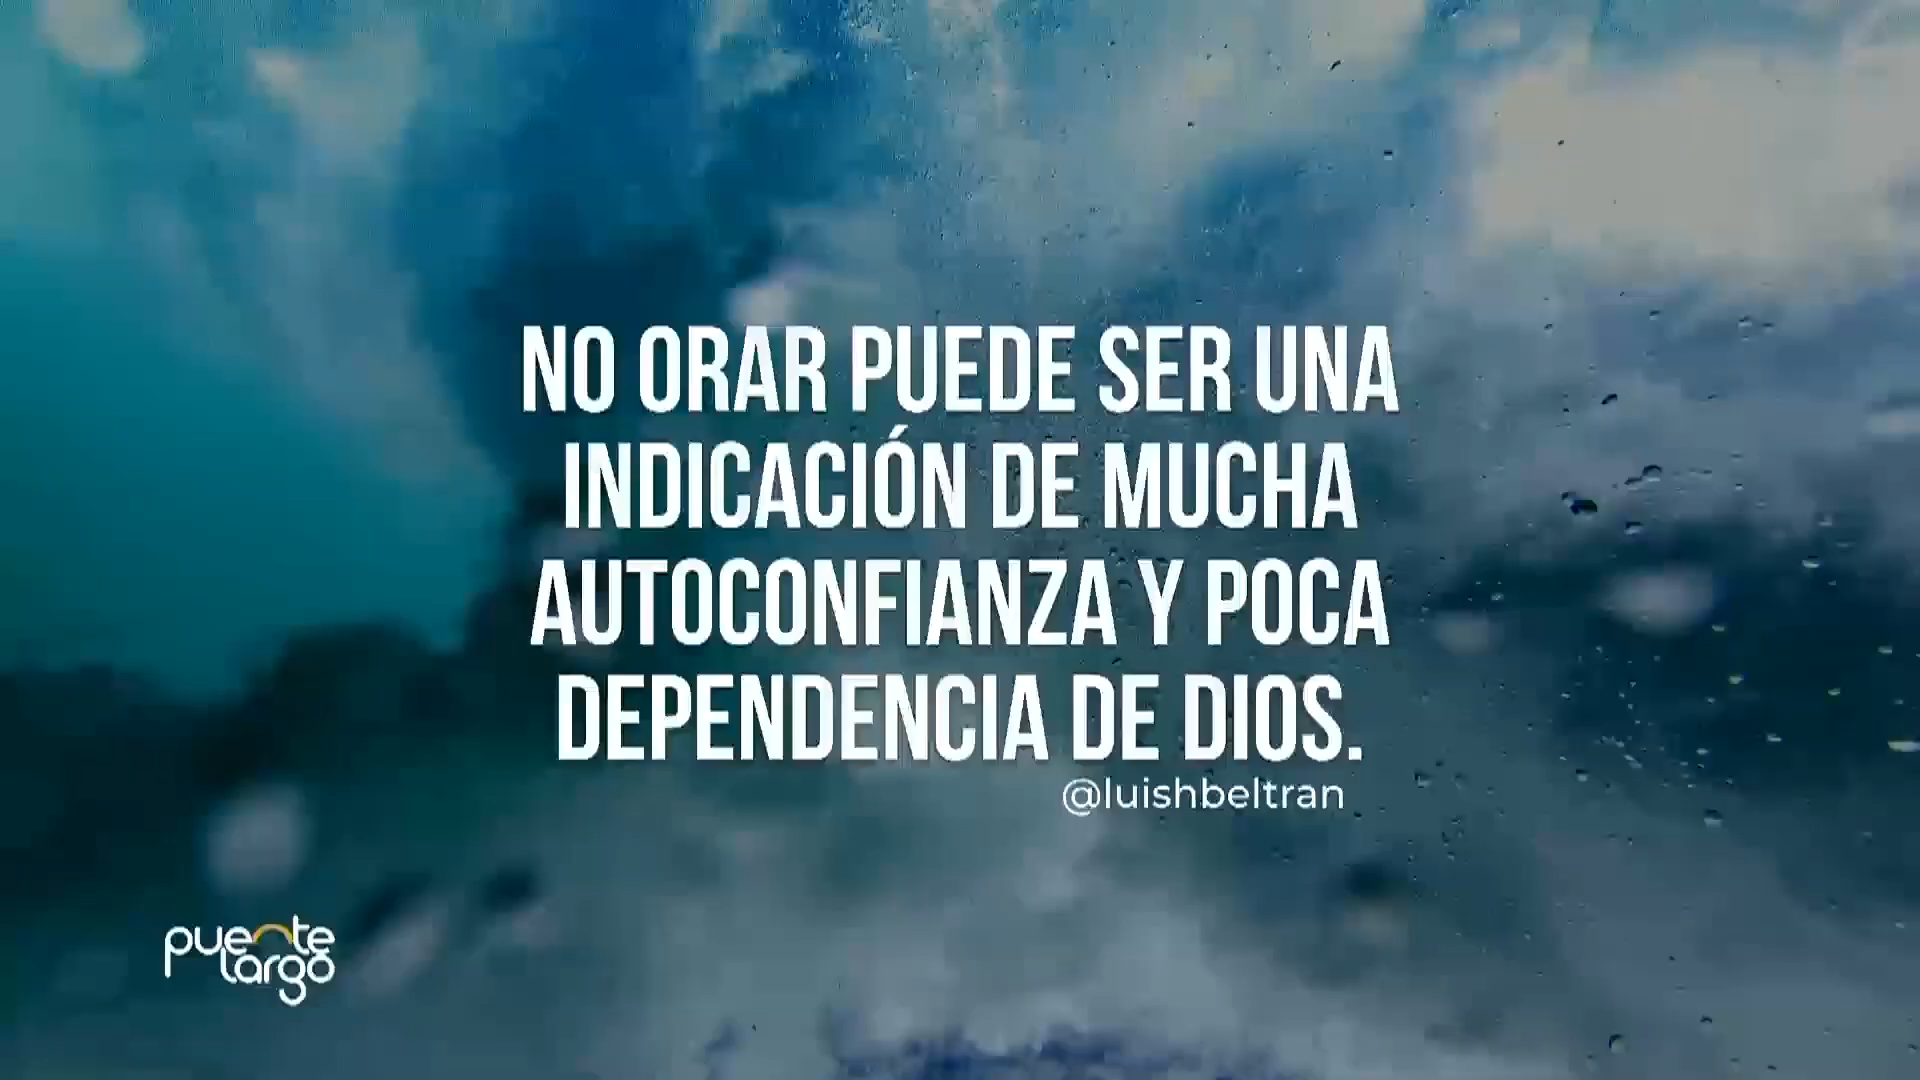 NO ORAR PUEDE SER UNA
INDICACIÓN DE MUCHA
AUTOCONFIANZA Y POCA
DEPENDENCIA DE DIOS.
@luishbeltran
puente
largo